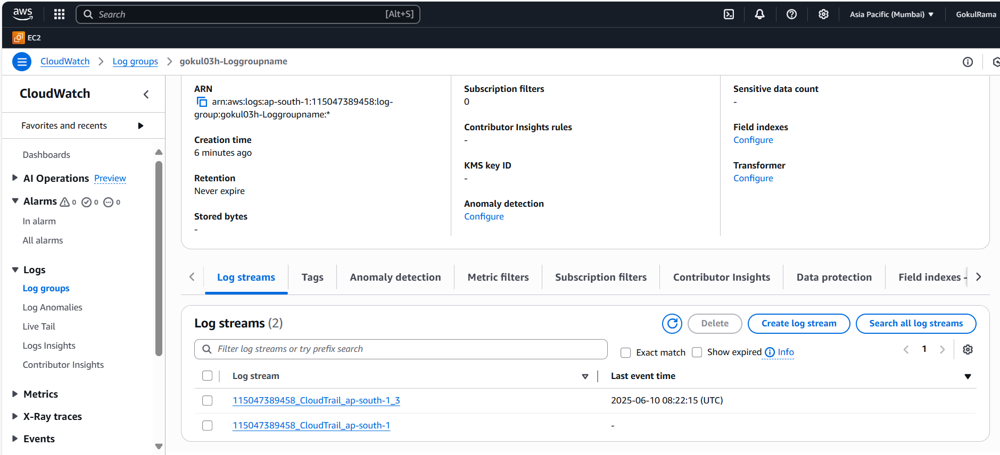 aws
Search [Alt+S]
Asia Pacific (Mumbai)
GokulRama
EC2
CloudWatch
Log groups
gokul03h-Loggroupname
CloudWatch
Favorites and recents
Dashboards
AI Operations Preview
Alarms 0 0 0
In alarm
All alarms
Logs
Log groups
Log Anomalies
Live Tail
Logs Insights
Contributor Insights
Metrics
X-Ray traces
Events
ARN
arn:aws:logs:ap-south-1:115047389458:log-
group:gokul03h-Loggroupname:*
Creation time
6 minutes ago
Retention
Never expire
Stored bytes
-
Subscription filters
0
Contributor Insights rules
-
KMS key ID
-
Anomaly detection
Configure
Sensitive data count
-
Field indexes
Configure
Transformer
Configure
Log streams
Tags
Anomaly detection
Metric filters
Subscription filters
Contributor Insights
Data protection
Field indexes -
Log streams (2)
Delete
Create log stream
Search all log streams
Filter log streams or try prefix search
Exact match
Show expired
Info
1
Log stream
Last event time
115047389458_CloudTrail_ap-south-1_3
2025-06-10 08:22:15 (UTC)
115047389458_CloudTrail_ap-south-1
-